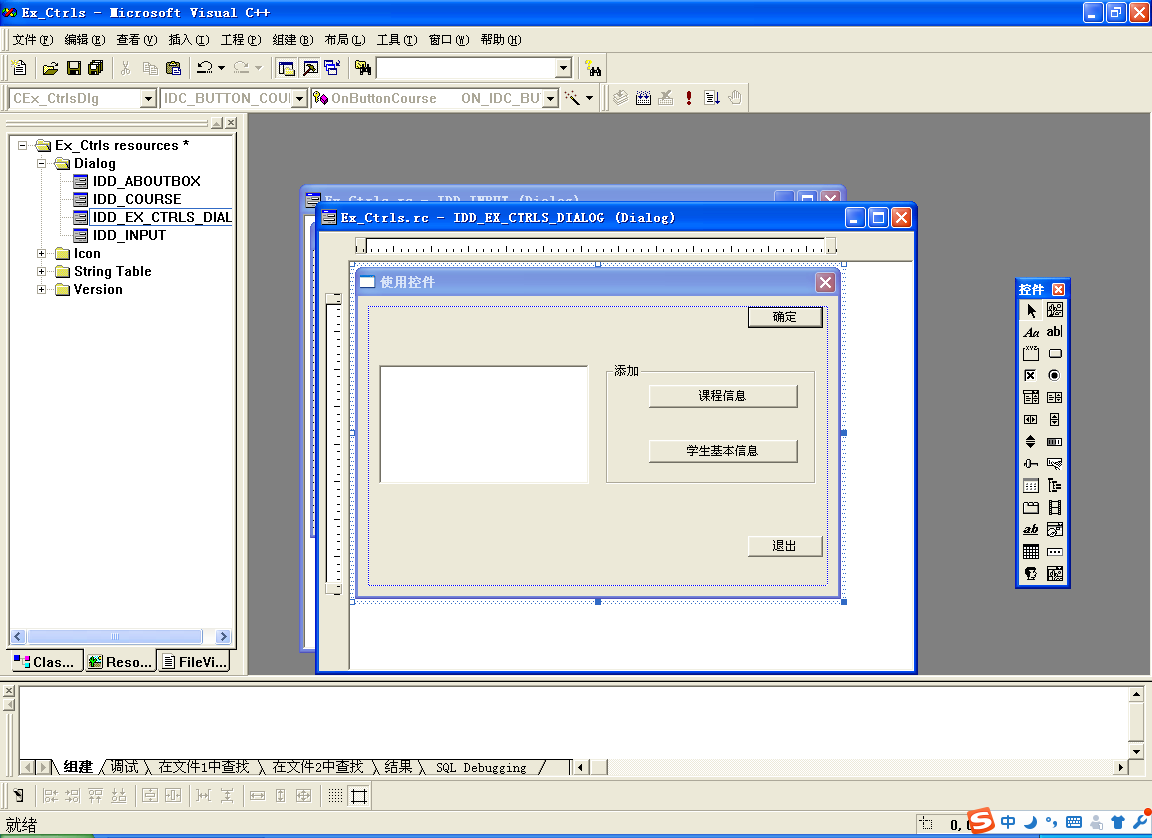 Ex_Ctrls - Microsoft Visual C++
文件(F) 编辑(E) 查看(V) 插入(I) 工程(P) 组建(B) 布局(L) 工具(T) 窗口(W) 帮助(H)
CEx_CtrlsDlg IDC_BUTTON_COU OnButtonCourse ON_IDC_BU
Ex_Ctrls resources *
Dialog
IDD_ABOUTBOX
IDD_COURSE
IDD_EX_CTRLS_DIAL
IDD_INPUT
Icon
String Table
Version
Ex_Ctrls.rc - IDD_INPUT (Dialog)
Ex_Ctrls.rc - IDD_EX_CTRLS_DIALOG (Dialog)
使用控件
确定
添加
课程信息
学生基本信息
退出
控件
Aa ab|
xyz
ab
Clas... Reso... FileVi...
组建 调试 在文件1中查找 在文件2中查找 结果 SQL Debugging
就绪
0,
S 中